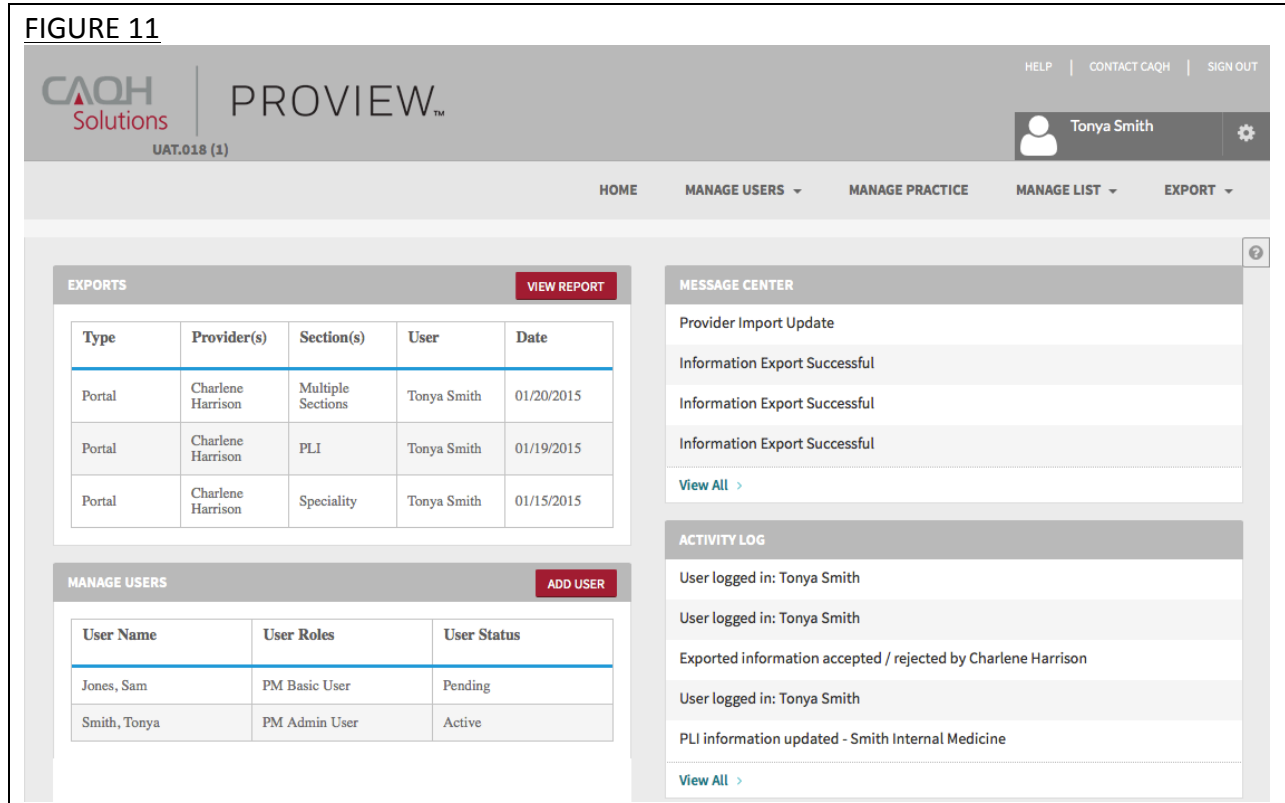 FIGURE 11
HELP | CONTACT CAQH | SIGN OUT
CAQH
Solutions
PROVIEW™
UAT.018 (1)
Tonya Smith
HOME MANAGE USERS MANAGE PRACTICE MANAGE LIST EXPORT
EXPORTS VIEW REPORT
Type Provider(s) Section(s) User Date
Portal Charlene Harrison Multiple Sections Tonya Smith 01/20/2015
Portal Charlene Harrison PLI Tonya Smith 01/19/2015
Portal Charlene Harrison Speciality Tonya Smith 01/15/2015
MANAGE USERS ADD USER
User Name User Roles User Status
Jones, Sam PM Basic User Pending
Smith, Tonya PM Admin User Active
MESSAGE CENTER
Provider Import Update
Information Export Successful
Information Export Successful
Information Export Successful
View All >
ACTIVITY LOG
User logged in: Tonya Smith
User logged in: Tonya Smith
Exported information accepted / rejected by Charlene Harrison
User logged in: Tonya Smith
PLI information updated - Smith Internal Medicine
View All >